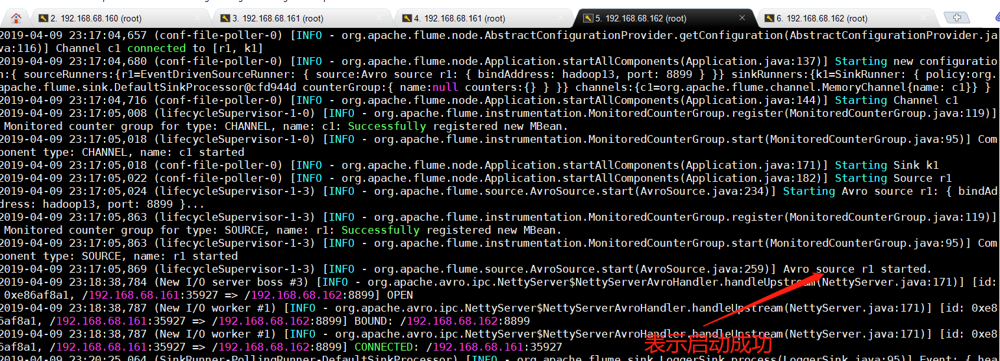 2. 192.168.68.160 (root)
3. 192.168.68.161 (root)
4. 192.168.68.161 (root)
5. 192.168.68.162 (root)
6. 192.168.68.162 (root)
2019-04-09 23:17:04,657 (conf-file-poller-0) [INFO - org.apache.flume.node.AbstractConfigurationProvider.getConfiguration(AbstractConfigurationProvider.ja
va:116)] Channel c1 connected to [r1, k1]
2019-04-09 23:17:04,680 (conf-file-poller-0) [INFO - org.apache.flume.node.Application.startAllComponents(Application.java:137)] Starting new configuratio
n:{ sourceRunners:{r1=EventDrivenSourceRunner: { source:Avro source r1: { bindAddress: hadoop13, port: 8899 } }} sinkRunners:{k1=SinkRunner: { policy:org.
apache.flume.sink.DefaultSinkProcessor@cfd944d counterGroup:{ name:null counters:{} } }} channels:{c1=org.apache.flume.channel.MemoryChannel{name: c1}} }
2019-04-09 23:17:04,716 (conf-file-poller-0) [INFO - org.apache.flume.node.Application.startAllComponents(Application.java:144)] Starting Channel c1
2019-04-09 23:17:05,008 (lifecycleSupervisor-1-0) [INFO - org.apache.flume.instrumentation.MonitoredCounterGroup.register(MonitoredCounterGroup.java:119)]
Monitored counter group for type: CHANNEL, name: c1: Successfully registered new MBean.
2019-04-09 23:17:05,018 (lifecycleSupervisor-1-0) [INFO - org.apache.flume.instrumentation.MonitoredCounterGroup.start(MonitoredCounterGroup.java:95)] Com
ponent type: CHANNEL, name: c1 started
2019-04-09 23:17:05,018 (conf-file-poller-0) [INFO - org.apache.flume.node.Application.startAllComponents(Application.java:171)] Starting Sink k1
2019-04-09 23:17:05,022 (conf-file-poller-0) [INFO - org.apache.flume.node.Application.startAllComponents(Application.java:182)] Starting Source r1
2019-04-09 23:17:05,024 (lifecycleSupervisor-1-3) [INFO - org.apache.flume.source.AvroSource.start(AvroSource.java:234)] Starting Avro source r1: { bindAd
dress: hadoop13, port: 8899 }...
2019-04-09 23:17:05,863 (lifecycleSupervisor-1-3) [INFO - org.apache.flume.instrumentation.MonitoredCounterGroup.register(MonitoredCounterGroup.java:119)]
Monitored counter group for type: SOURCE, name: r1: Successfully registered new MBean.
2019-04-09 23:17:05,863 (lifecycleSupervisor-1-3) [INFO - org.apache.flume.instrumentation.MonitoredCounterGroup.start(MonitoredCounterGroup.java:95)] Com
ponent type: SOURCE, name: r1 started
2019-04-09 23:17:05,869 (lifecycleSupervisor-1-3) [INFO - org.apache.flume.source.AvroSource.start(AvroSource.java:259)] Avro source r1 started.
2019-04-09 23:18:38,784 (New I/O server boss #3) [INFO - org.apache.avro.ipc.NettyServer$NettyServerAvroHandler.handleUpstream(NettyServer.java:171)] [id:
0xe86af8a1, /192.168.68.161:35927 => /192.168.68.162:8899] OPEN
2019-04-09 23:18:38,787 (New I/O worker #1) [INFO - org.apache.avro.ipc.NettyServer$NettyServerAvroHandler.handleUpstream(NettyServer.java:171)] [id: 0xe8
6af8a1, /192.168.68.161:35927 => /192.168.68.162:8899] BOUND: /192.168.68.162:8899
2019-04-09 23:18:38,787 (New I/O worker #1) [INFO - org.apache.avro.ipc.NettyServer$NettyServerAvroHandler.handleUpstream(NettyServer.java:171)] [id: 0xe8
6af8a1, /192.168.68.161:35927 => /192.168.68.162:8899] CONNECTED: /192.168.68.161:35927
表示启动成功
2019-04-09 23:20:25,064 (SinkRunner-PollingRunner-DefaultSinkProcessor) [INFO - org.apache.flume.sink.LoggerSink.process(LoggerSink.java:95)] Event: { hea